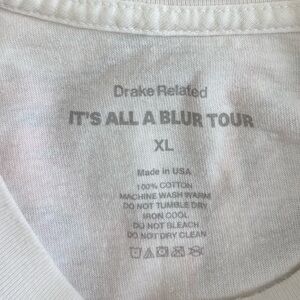 Drake Related
IT'S ALL A BLUR TOUR
XL
Made in USA
100% COTTON
MACHINE WASH WARM
DO NOT TUMBLE DRY
IRON COOL
DO NOT BLEACH
DO NOT DRY CLEAN